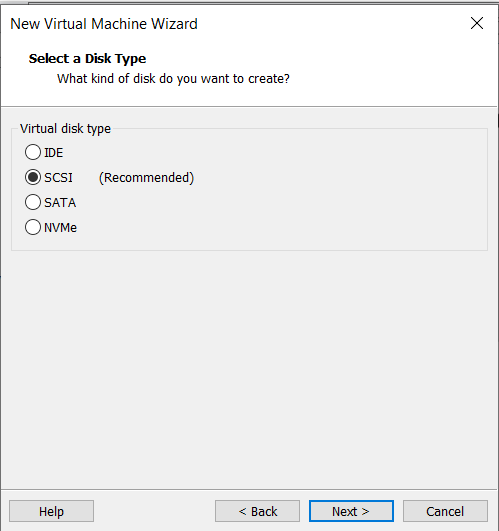 New Virtual Machine Wizard
Select a Disk Type
What kind of disk do you want to create?
Virtual disk type
IDE
SCSI (Recommended)
SATA
NVMe
Help < Back Next > Cancel